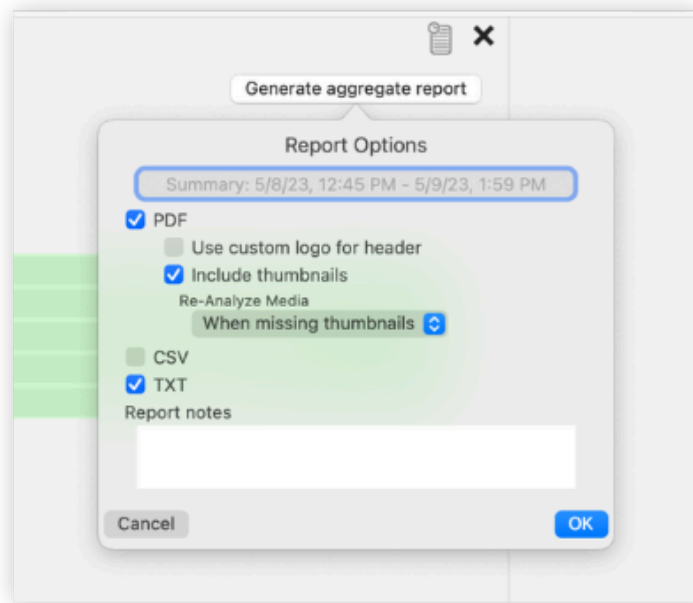 Generate aggregate report
Report Options
Summary: 5/8/23, 12:45 PM - 5/9/23, 1:59 PM
PDF
Use custom logo for header
Include thumbnails
Re-Analyze Media
When missing thumbnails
CSV
TXT
Report notes
Cancel OK